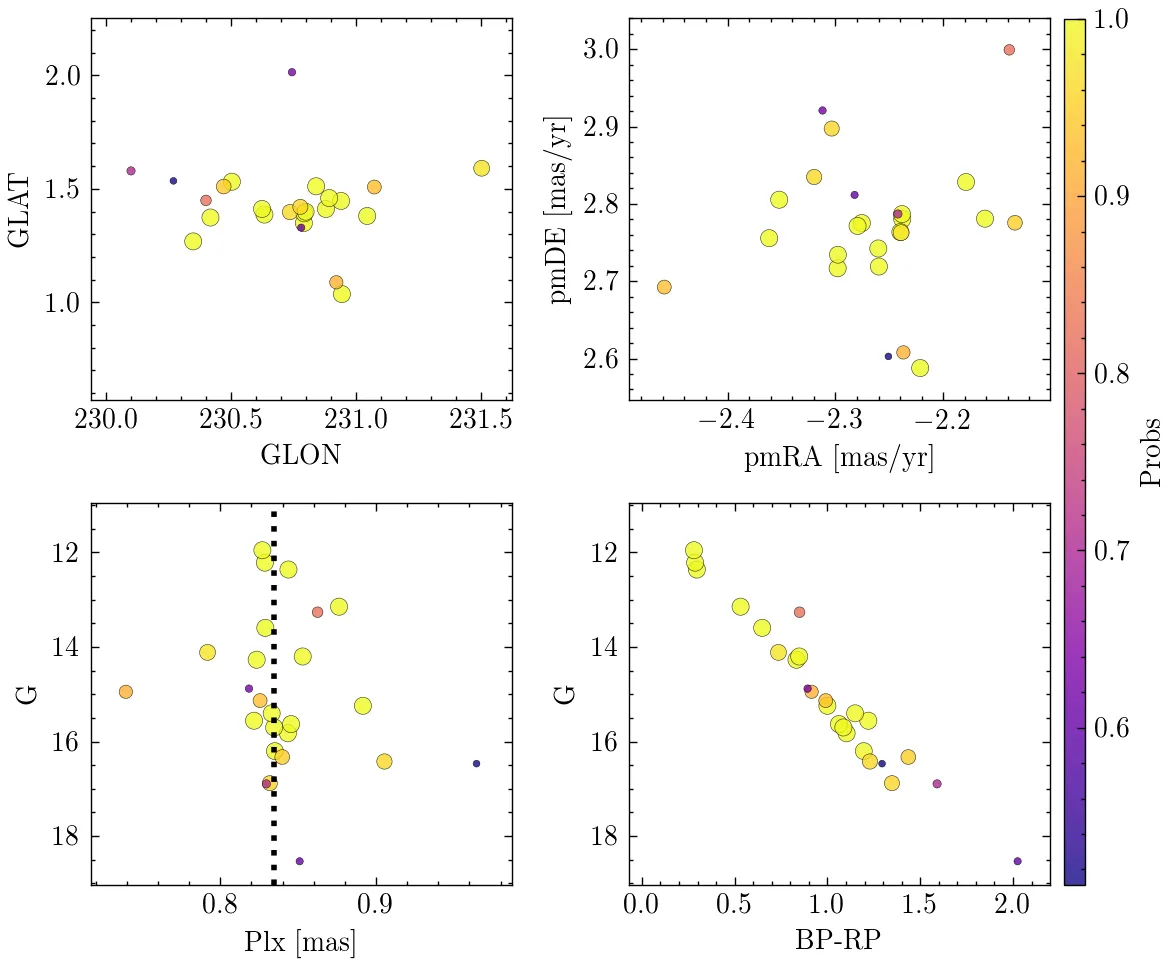 2.0
1.5
1.0
GLAT
230.0 230.5 231.0 231.5
GLON
3.0
2.9
2.8
2.7
2.6
pmDE [mas/yr]
−2.4 −2.3 −2.2
pmRA [mas/yr]
12
14
16
18
G
0.8 0.9
Plx [mas]
12
14
16
18
G
0.0 0.5 1.0 1.5 2.0
BP-RP
1.0
0.9
0.8
0.7
0.6
Probs